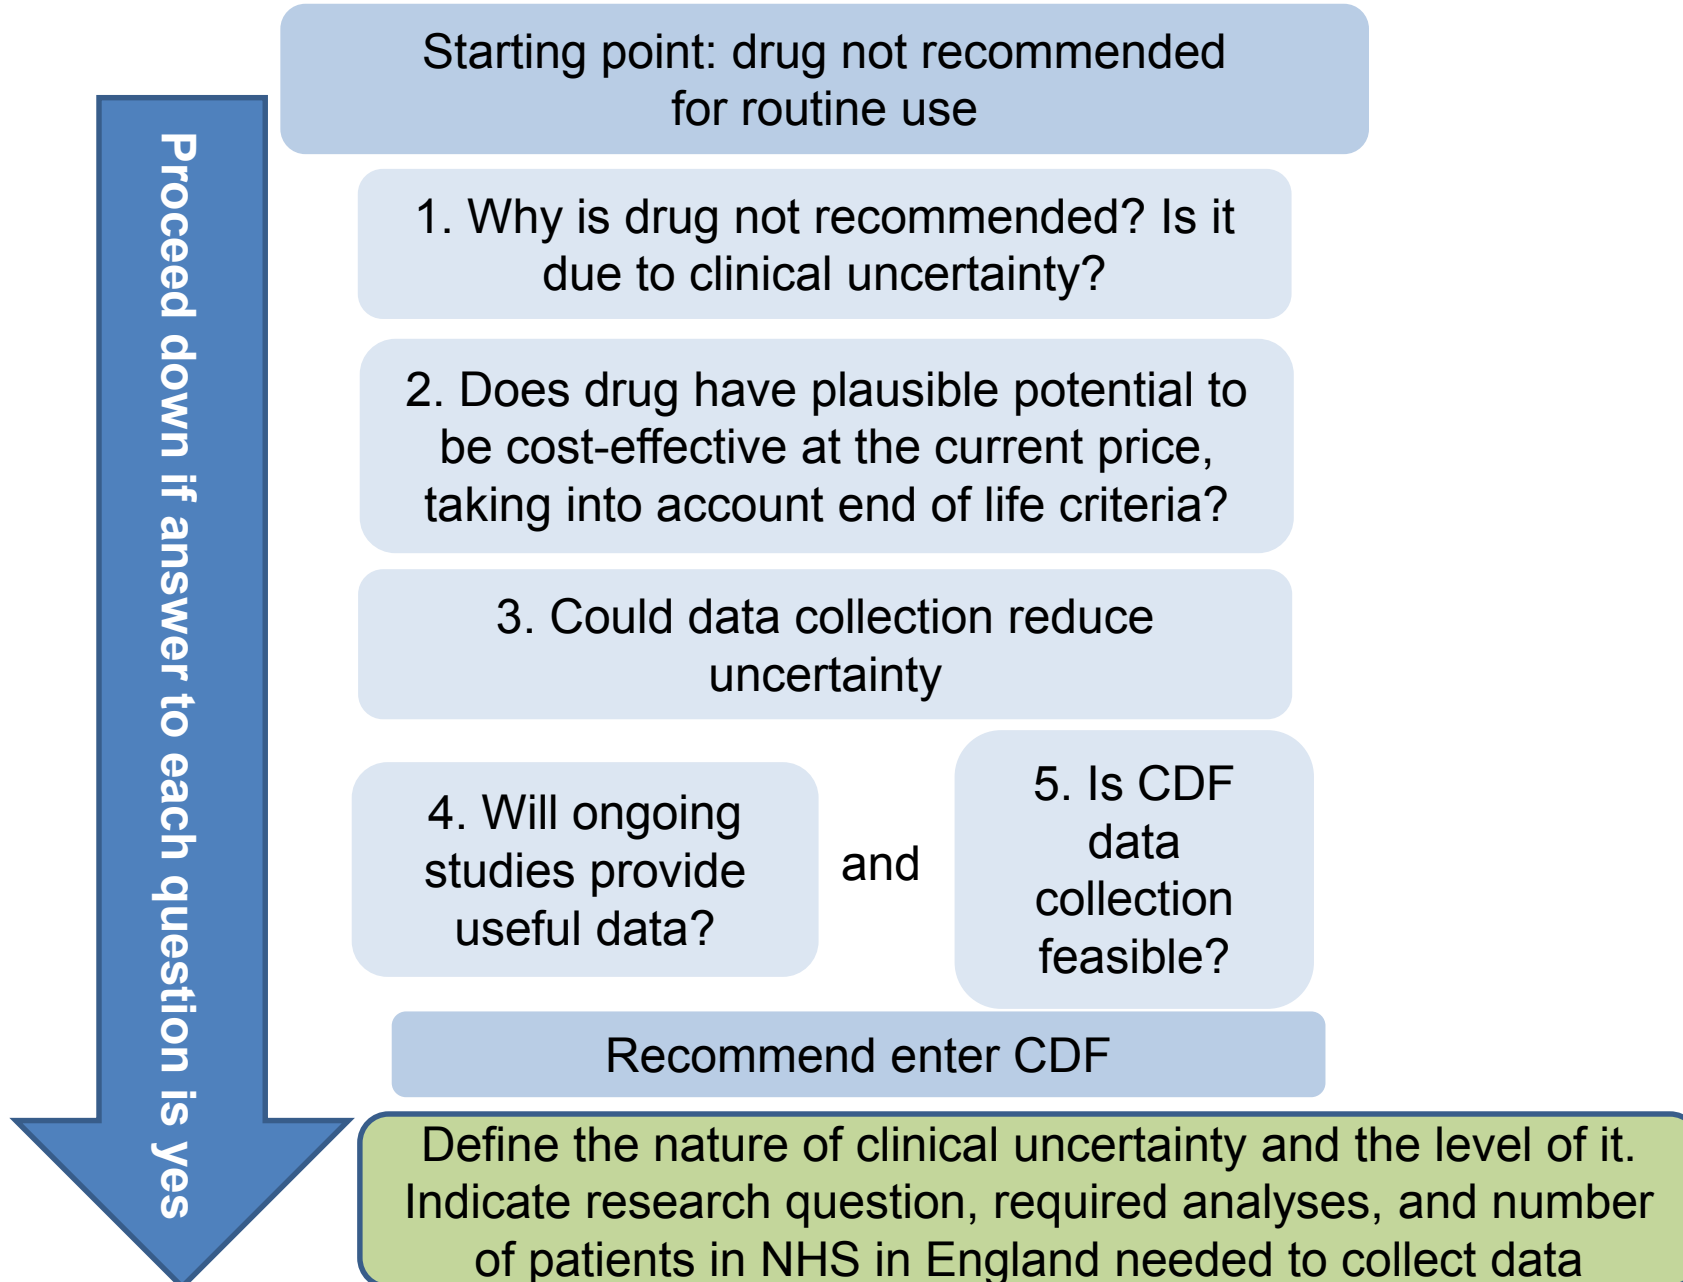 Starting point: drug not recommended
for routine use
Proceed down if answer to each question is yes
1. Why is drug not recommended? Is it
due to clinical uncertainty?
2. Does drug have plausible potential to
be cost-effective at the current price,
taking into account end of life criteria?
3. Could data collection reduce
uncertainty
4. Will ongoing
studies provide
useful data?
and
5. Is CDF
data
collection
feasible?
Recommend enter CDF
Define the nature of clinical uncertainty and the level of it.
Indicate research question, required analyses, and number
of patients in NHS in England needed to collect data